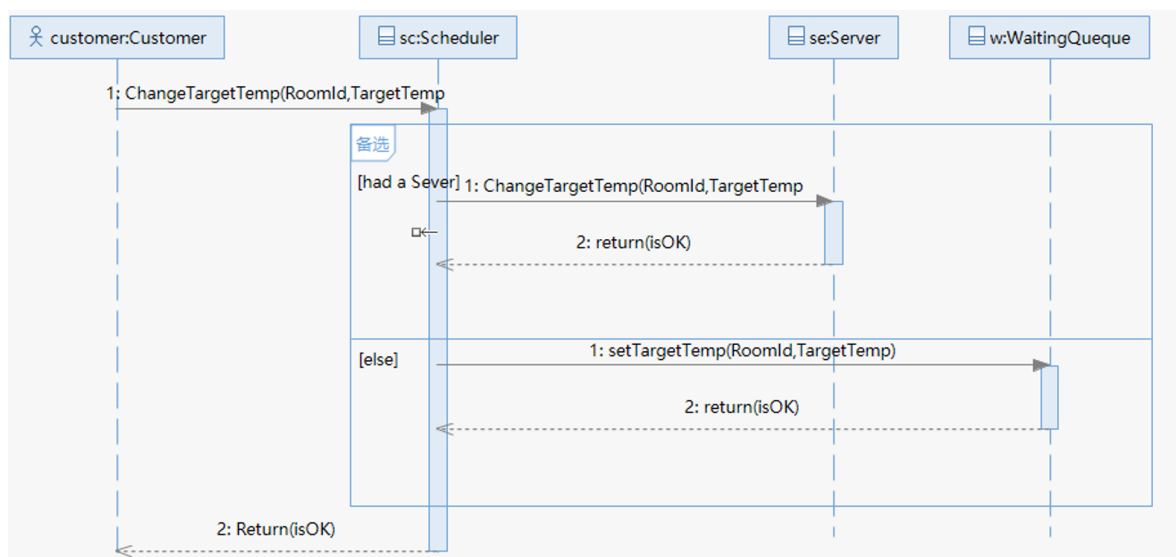 customer:Customer
sc:Scheduler
se:Server
w:WaitingQueque
1: ChangeTargetTemp(RoomId,TargetTemp
备选
[had a Sever]
1: ChangeTargetTemp(RoomId,TargetTemp
2: return(isOK)
[else]
1: setTargetTemp(RoomId,TargetTemp)
2: return(isOK)
2: Return(isOK)